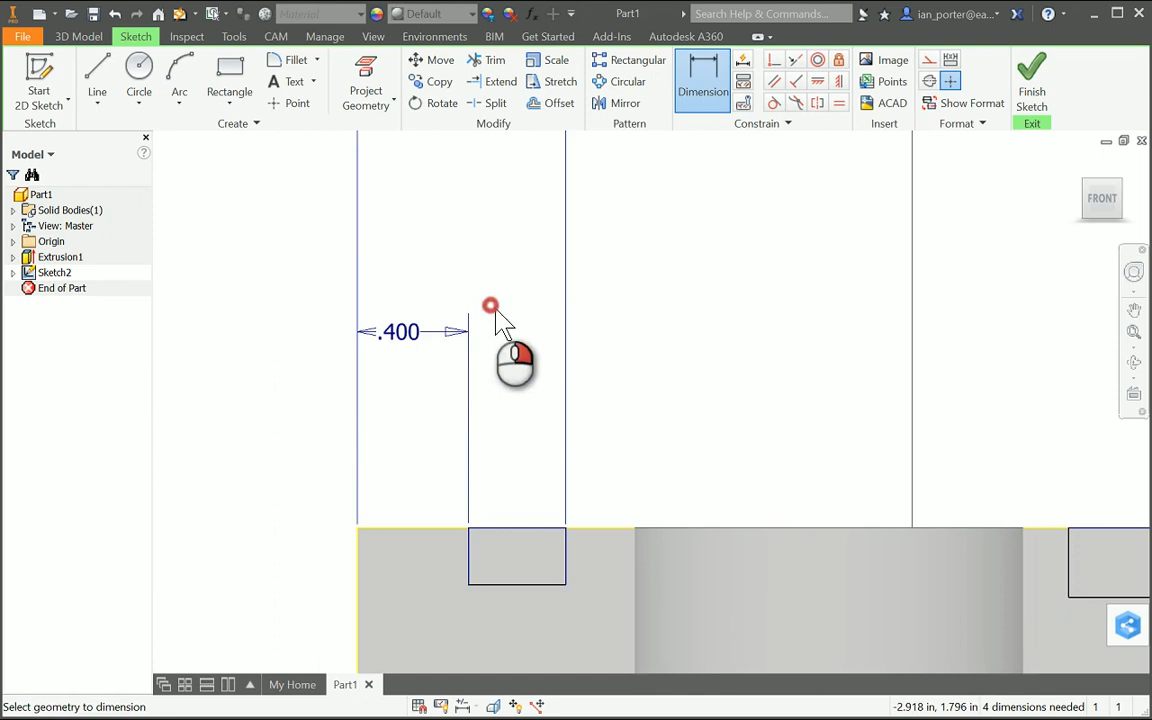 PRO Material Default fx Part1 Search Help & Commands... ian_porter@ea...
File 3D Model Sketch Inspect Tools CAM Manage View Environments BIM Get Started Add-Ins Autodesk A360
Start
2D Sketch
Line
Circle
Arc
Rectangle
Fillet
Text
Point
Project
Geometry
Move
Copy
Rotate
Trim
Extend
Split
Scale
Stretch
Offset
Rectangular
Circular
Mirror
Dimension
Image
Points
ACAD
Show Format
Finish
Sketch
Sketch Create Modify Pattern Constrain Insert Format Exit
Model
Part1
Solid Bodies(1)
View: Master
Origin
Extrusion1
Sketch2
End of Part
FRONT
.400
My Home Part1
Select geometry to dimension -2.918 in, 1.796 in 4 dimensions needed 1 1